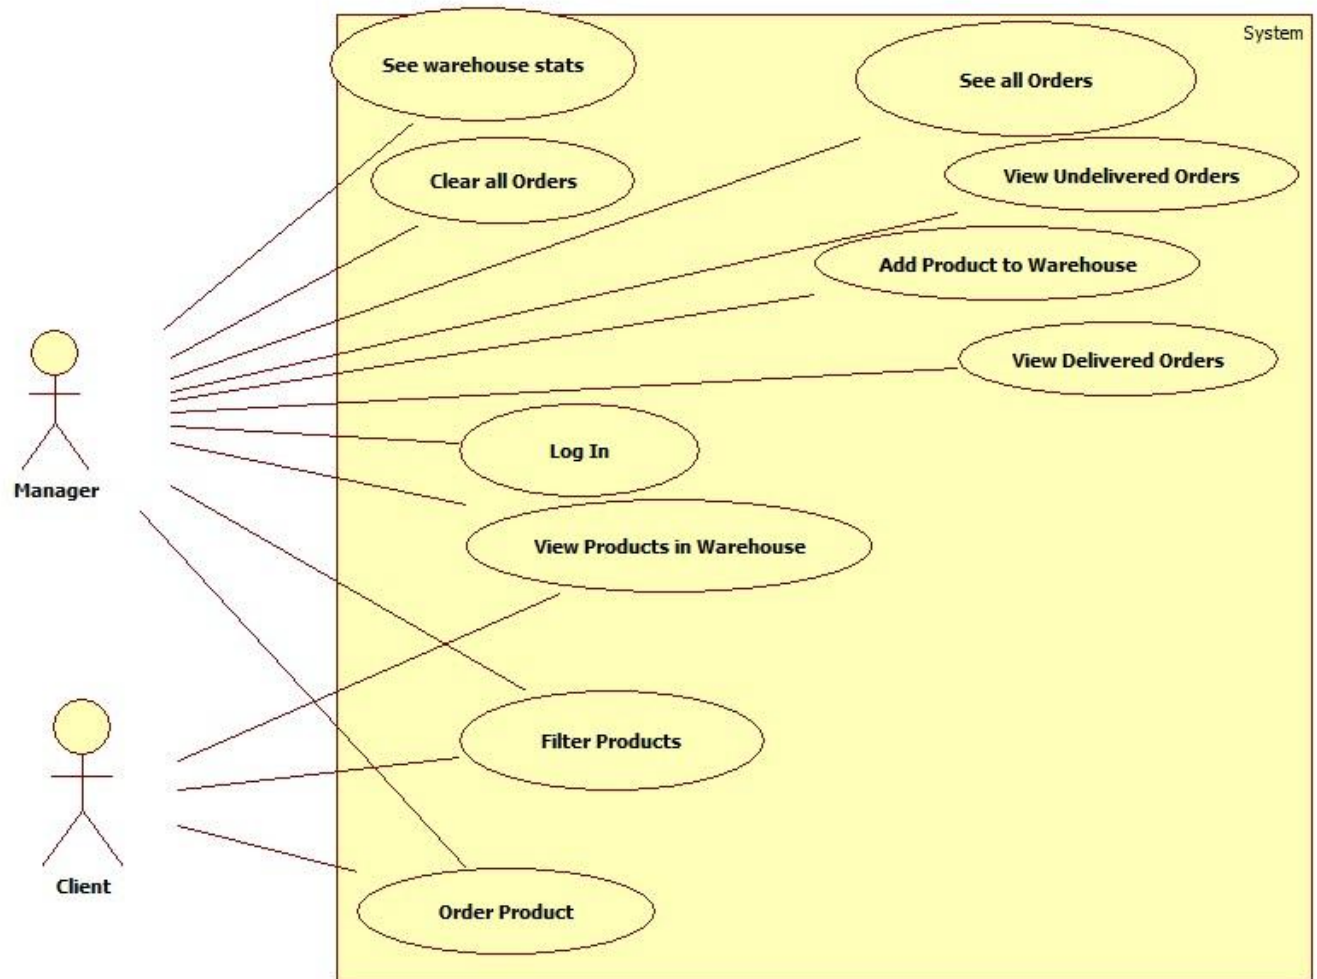 System
See warehouse stats
See all Orders
Clear all Orders
View Undelivered Orders
Add Product to Warehouse
View Delivered Orders
Log In
Manager
View Products in Warehouse
Filter Products
Client
Order Product